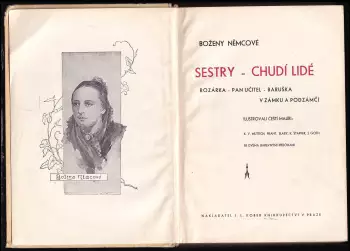 Božena Němcová
BOŽENY NĚMCOVÉ
SESTRY - CHUDÍ LIDÉ
ROZÁRKA - PAN UČITEL - BARUŠKA
V ZÁMKU A PODZÁMČÍ
ILUSTROVALI ČEŠTÍ MALÍŘI:
NAKLADATEL J. L. KOBER KNIHKUPECTVÍ V PRAZE